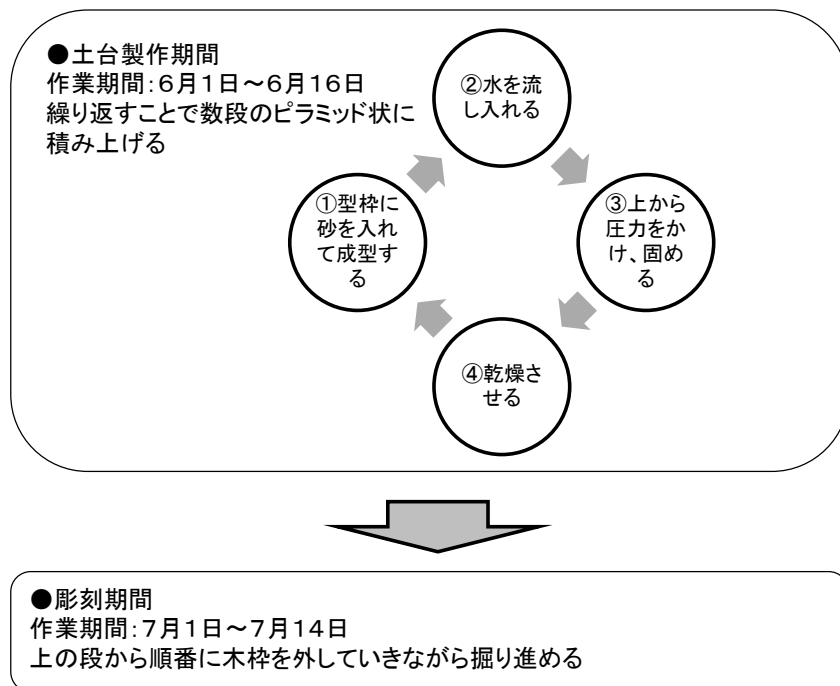 ●土台製作期間
作業期間：６月１日～６月１６日
繰り返すことで数段のピラミッド状に
積み上げる
①型枠に
砂を入れ
て成型す
る
②水を流
し入れる
③上から
圧力をか
け、固め
る
④乾燥さ
せる
●彫刻期間
作業期間：７月１日～７月１４日
上の段から順番に木枠を外していきながら掘り進める